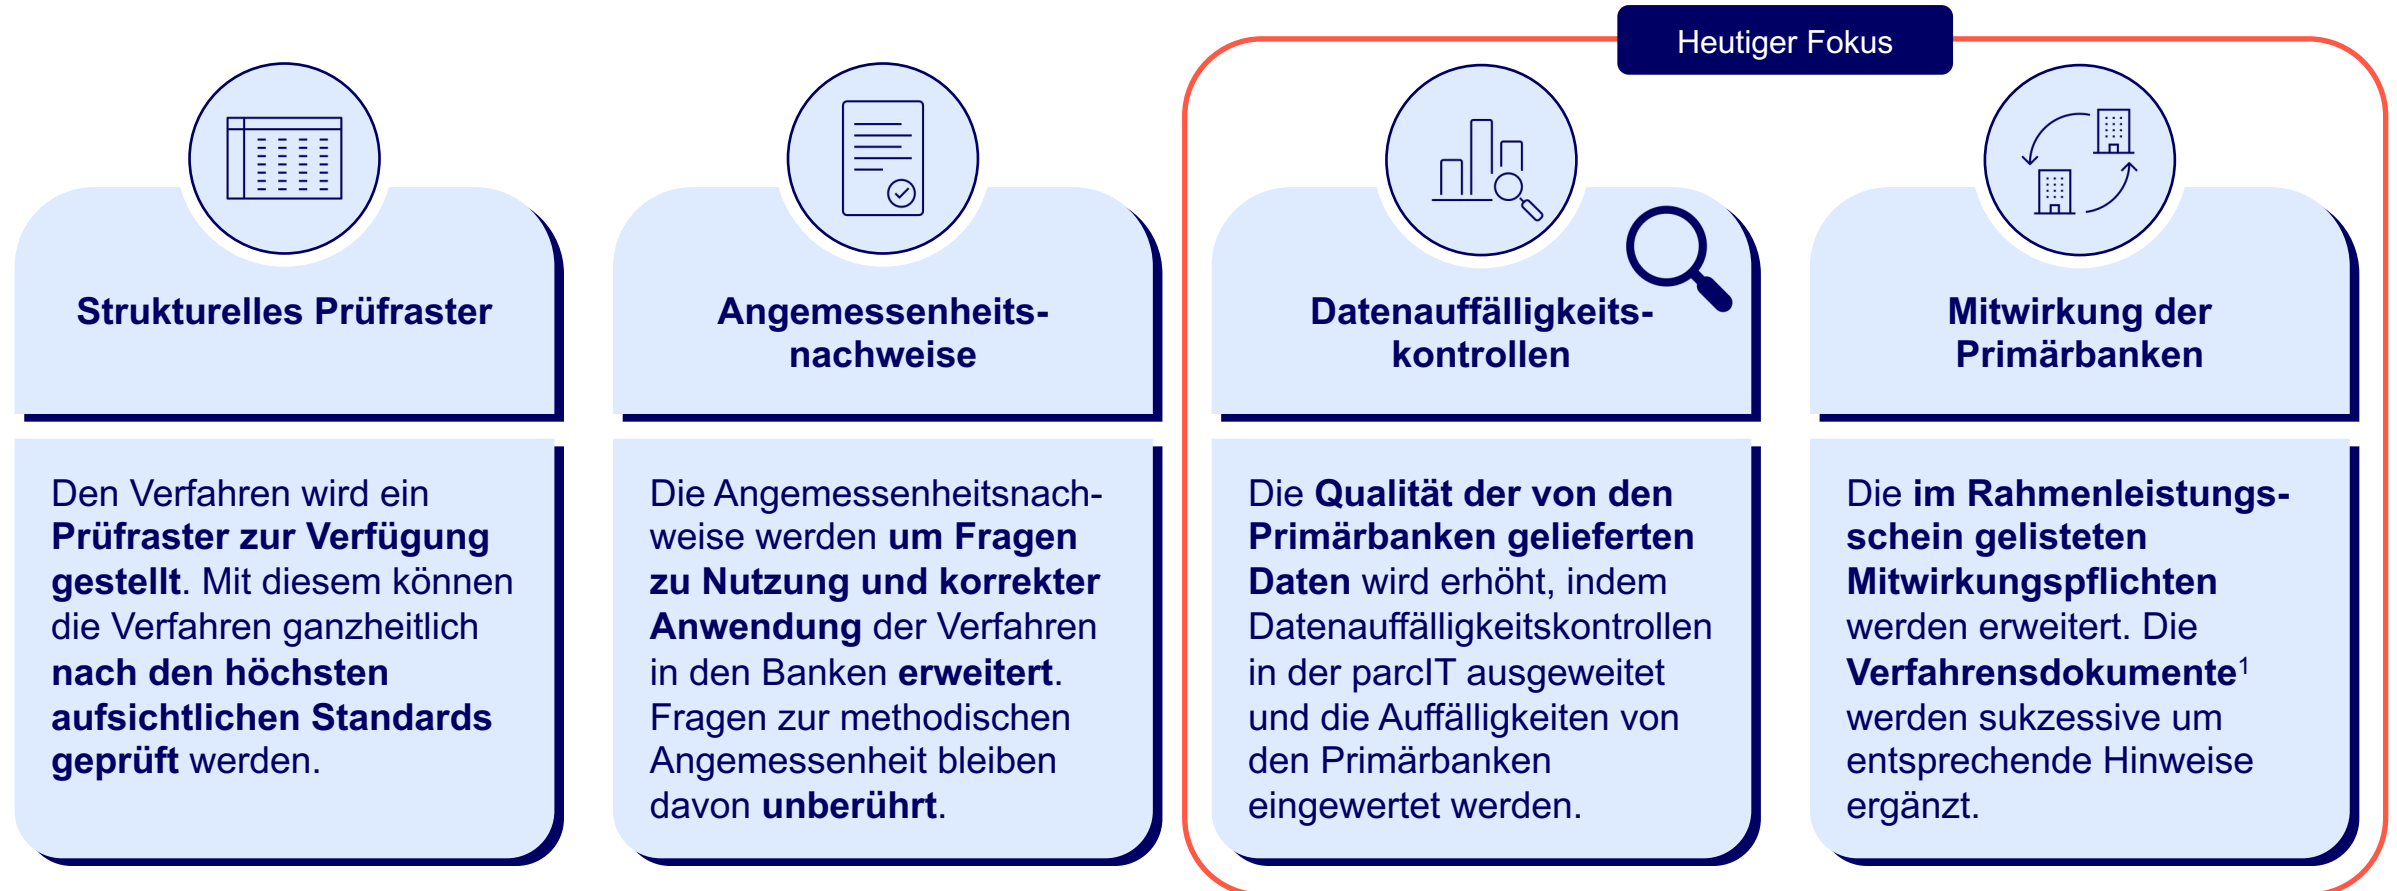 Heutiger Fokus
Strukturelles Prüfraster
Den Verfahren wird ein
Prüfraster zur Verfügung
gestellt. Mit diesem können
die Verfahren ganzheitlich
nach den höchsten
aufsichtlichen Standards
geprüft werden.
Angemessenheits-
nachweise
Die Angemessenheitsnach-
weise werden um Fragen
zu Nutzung und korrekter
Anwendung der Verfahren
in den Banken erweitert.
Fragen zur methodischen
Angemessenheit bleiben
davon unberührt.
Datenauffälligkeits-
kontrollen
Die Qualität der von den
Primärbanken gelieferten
Daten wird erhöht, indem
Datenauffälligkeitskontrollen
in der parcIT ausgeweitet
und die Auffälligkeiten von
den Primärbanken
eingewertet werden.
Mitwirkung der
Primärbanken
Die im Rahmenleistungs-
schein gelisteten
Mitwirkungspflichten
werden erweitert. Die
Verfahrensdokumente¹
werden sukzessive um
entsprechende Hinweise
ergänzt.